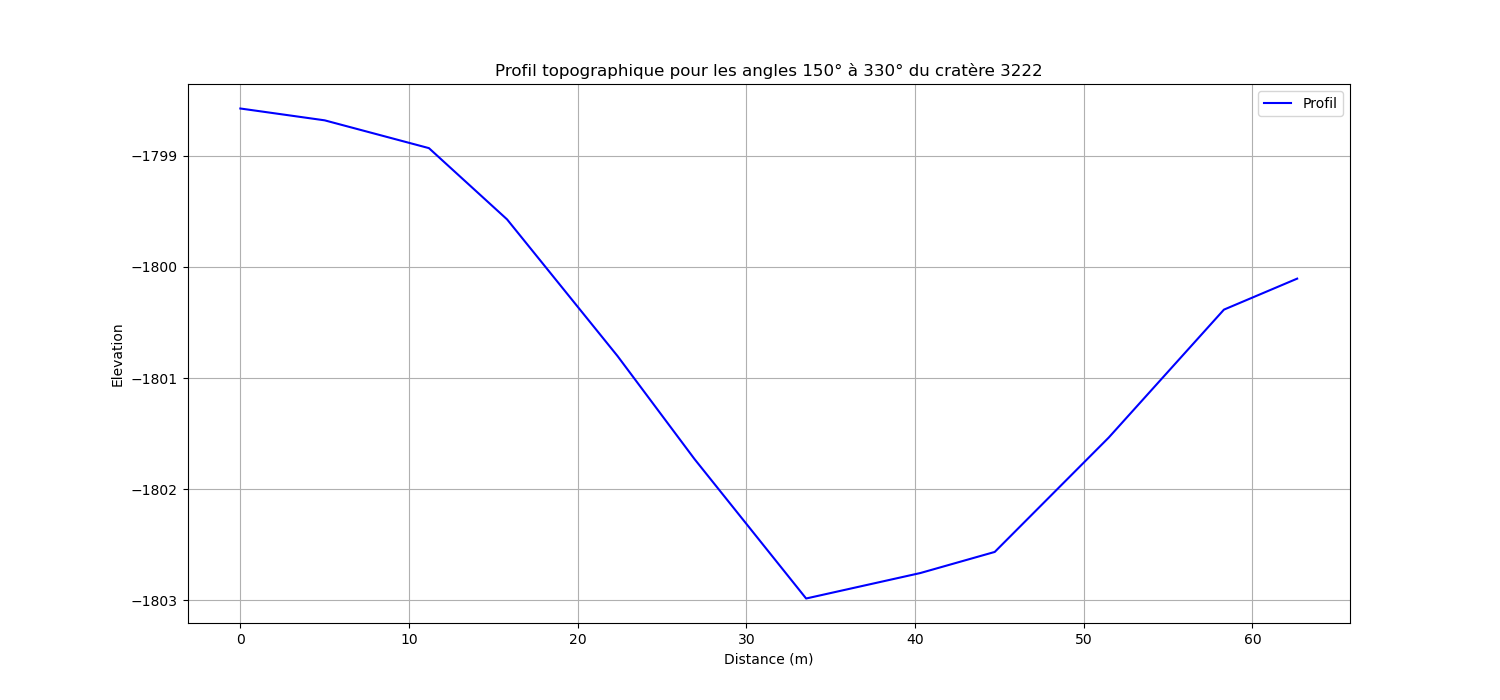 Profil topographique pour les angles 150° à 330° du cratère 3222
Profil
−1799
−1800
−1801
−1802
−1803
Elevation
0 10 20 30 40 50 60
Distance (m)